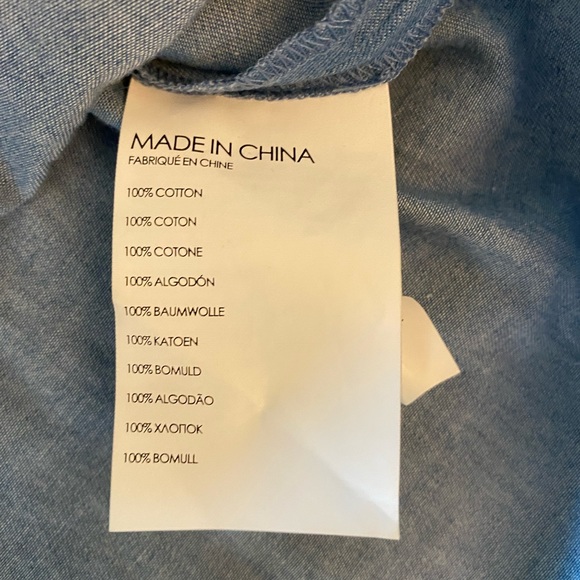 MADE IN CHINA
FABRIQUÉ EN CHINE
100% COTTON
100% COTON
100% COTONE
100% ALGODÓN
100% BAUMWOLLE
100% KATOEN
100% BOMULD
100% ALGODÃO
100% ХΛОПОК
100% BOMULL